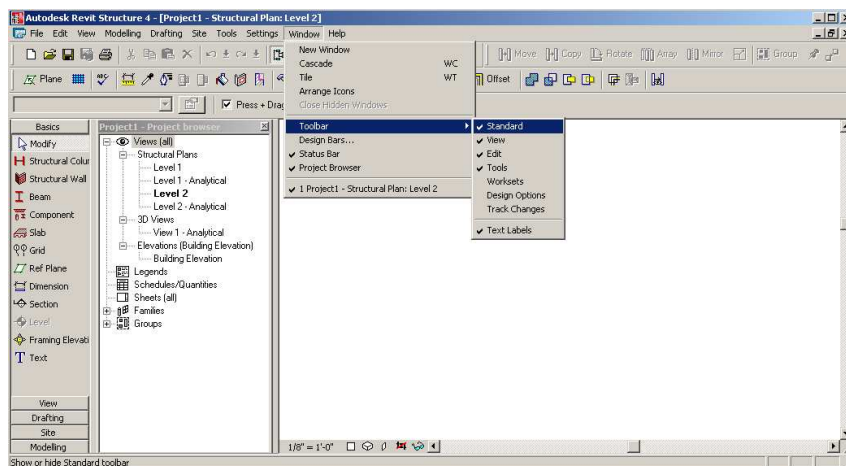 Autodesk Revit Structure 4 - [Project1 - Structural Plan: Level 2]
File Edit View Modelling Drafting Site Tools Settings Window Help
Move Copy Rotate Array Mirror Group
Plane Offset
Press + Drag
New Window
Cascade WC
Tile WT
Arrange Icons
Close Hidden Windows
Toolbar
Design Bars...
Status Bar
Project Browser
1 Project1 - Structural Plan: Level 2
Standard
View
Edit
Tools
Worksets
Design Options
Track Changes
Text Labels
Basics
Modify
Structural Colur
Structural Wall
Beam
Component
Slab
Grid
Ref Plane
Dimension
Section
Level
Framing Elevati
Text
View
Drafting
Site
Modelling
Project1 - Project browser
Views (all)
Structural Plans
Level 1
Level 1 - Analytical
Level 2
Level 2 - Analytical
3D Views
View 1 - Analytical
Elevations (Building Elevation)
Building Elevation
Legends
Schedules/Quantities
Sheets (all)
Families
Groups
1/8" = 1'-0"
Show or hide Standard toolbar